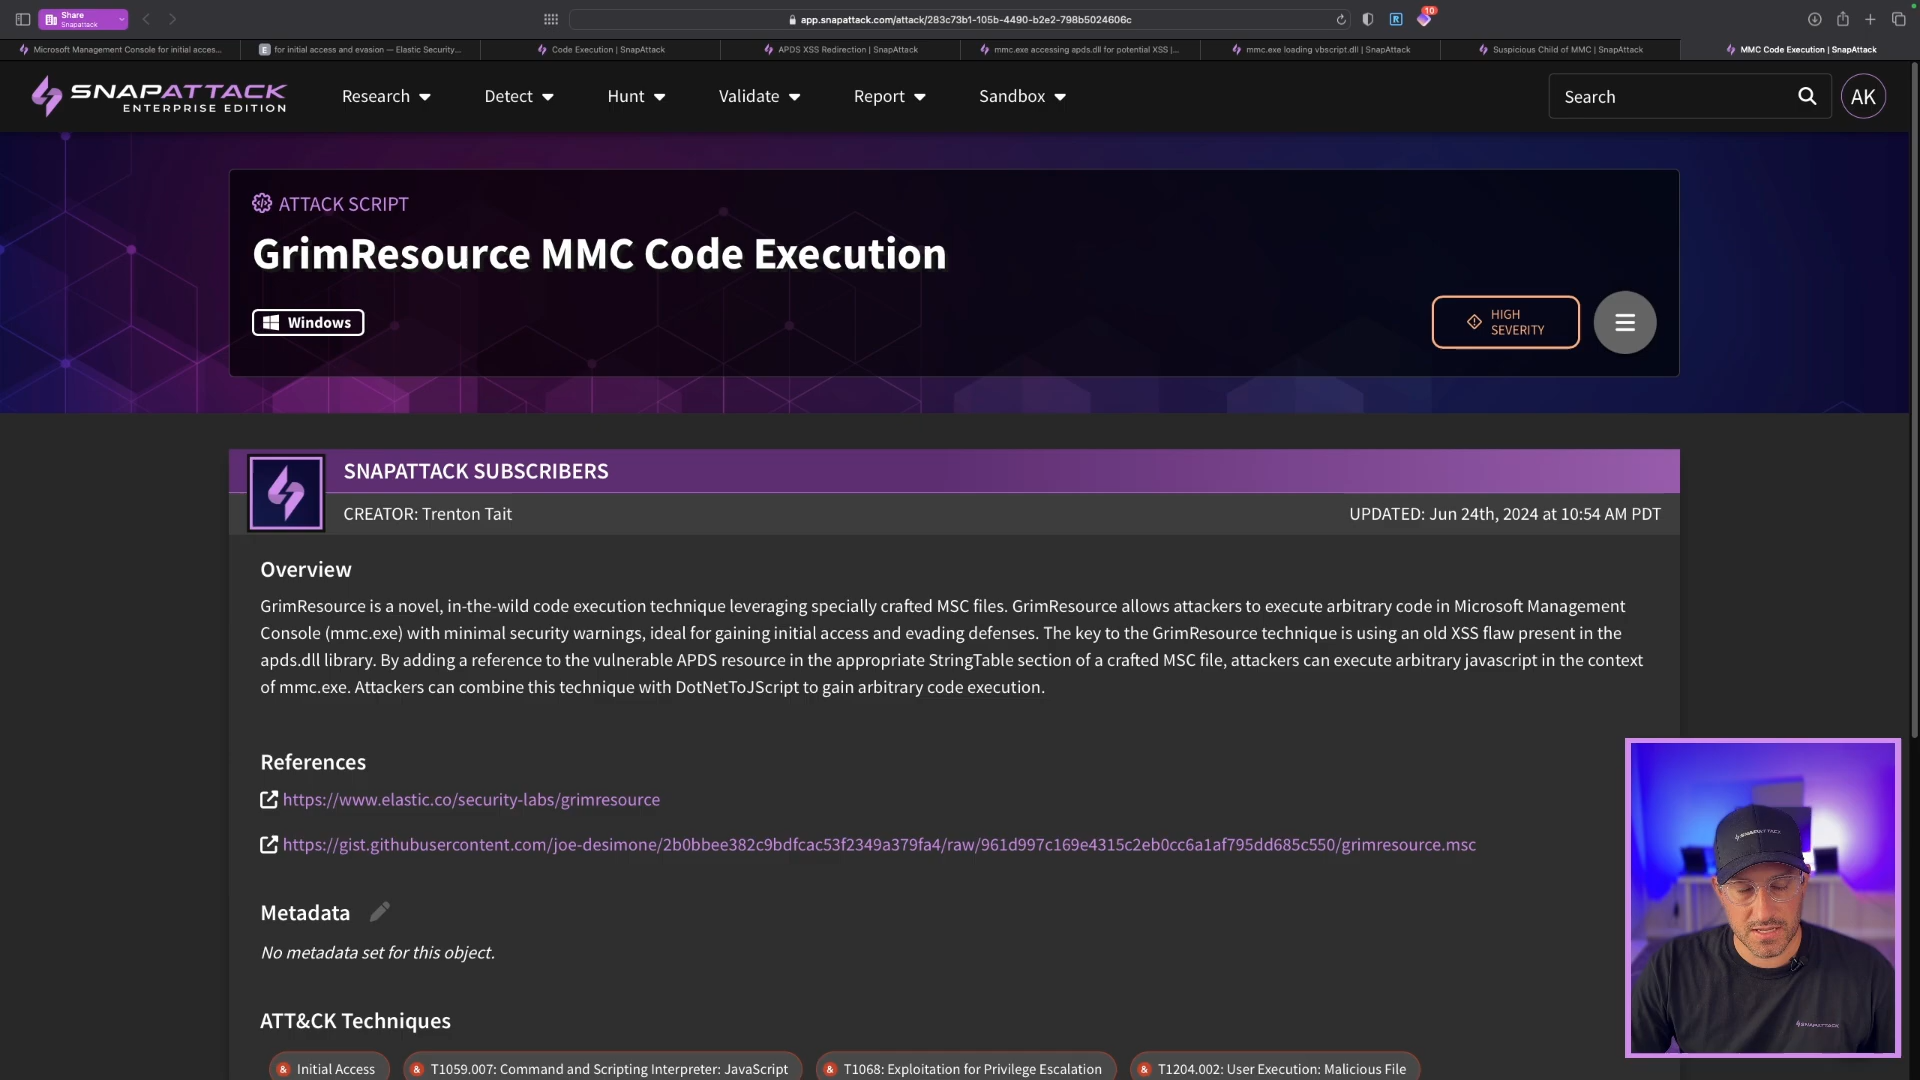 Share
Snapattack
app.snapattack.com/attack/283c73b1-105b-4490-b2e2-798b5024606c
10
Microsoft Management Console for initial acces...
for initial access and evasion — Elastic Security...
Code Execution | SnapAttack
APDS XSS Redirection | SnapAttack
mmc.exe accessing apds.dll for potential XSS |...
mmc.exe loading vbscript.dll | SnapAttack
Suspicious Child of MMC | SnapAttack
MMC Code Execution | SnapAttack
SNAPATTACK
ENTERPRISE EDITION
Research
Detect
Hunt
Validate
Report
Sandbox
Search
AK
ATTACK SCRIPT
GrimResource MMC Code Execution
Windows
HIGH
SEVERITY
SNAPATTACK SUBSCRIBERS
CREATOR: Trenton Tait
UPDATED: Jun 24th, 2024 at 10:54 AM PDT
Overview
GrimResource is a novel, in-the-wild code execution technique leveraging specially crafted MSC files. GrimResource allows attackers to execute arbitrary code in Microsoft Management
Console (mmc.exe) with minimal security warnings, ideal for gaining initial access and evading defenses. The key to the GrimResource technique is using an old XSS flaw present in the
apds.dll library. By adding a reference to the vulnerable APDS resource in the appropriate StringTable section of a crafted MSC file, attackers can execute arbitrary javascript in the context
of mmc.exe. Attackers can combine this technique with DotNetToJScript to gain arbitrary code execution.
References
https://www.elastic.co/security-labs/grimresource
https://gist.githubusercontent.com/joe-desimone/2b0bbee382c9bdfcac53f2349a379fa4/raw/961d997c169e4315c2eb0cc6a1af795dd685c550/grimresource.msc
Metadata
No metadata set for this object.
ATT&CK Techniques
& Initial Access
& T1059.007: Command and Scripting Interpreter: JavaScript
& T1068: Exploitation for Privilege Escalation
& T1204.002: User Execution: Malicious File
SNAPATTACK
SNAPATTACK